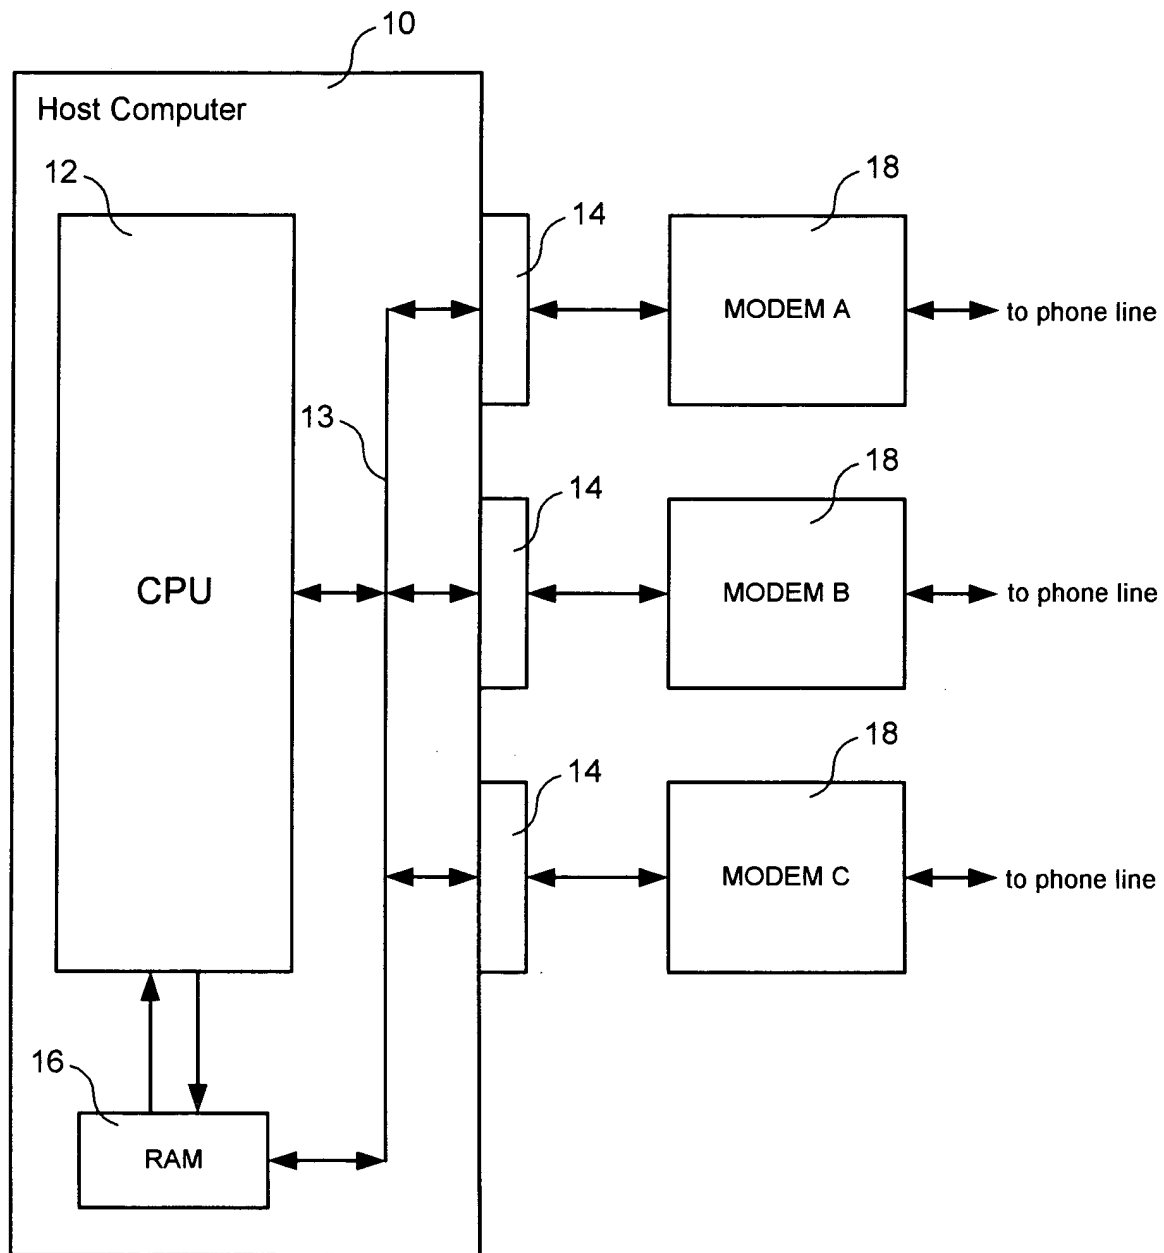 10
Host Computer
12
18
14
MODEM A
to phone line
13
18
14
CPU
MODEM B
to phone line
18
14
MODEM C
to phone line
16
RAM